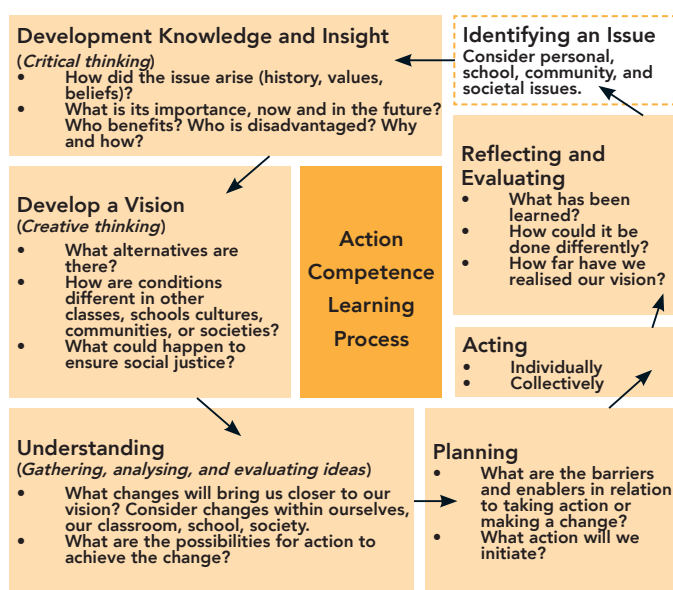 Development Knowledge and Insight
(Critical thinking)
• How did the issue arise (history, values,
beliefs)?
• What is its importance, now and in the future?
Who benefits? Who is disadvantaged? Why
and how?
Identifying an Issue
Consider personal,
school, community, and
societal issues.
Develop a Vision
(Creative thinking)
• What alternatives are
there?
• How are conditions
different in other
classes, schools cultures,
communities, or societies?
• What could happen to
ensure social justice?
Action
Competence
Learning
Process
Reflecting and
Evaluating
• What has been
learned?
• How could it be
done differently?
• How far have we
realised our vision?
Acting
• Individually
• Collectively
Understanding
(Gathering, analysing, and evaluating ideas)
• What changes will bring us closer to our
vision? Consider changes within ourselves,
our classroom, school, society.
• What are the possibilities for action to
achieve the change?
Planning
• What are the barriers
and enablers in relation
to taking action or
making a change?
• What action will we
initiate?